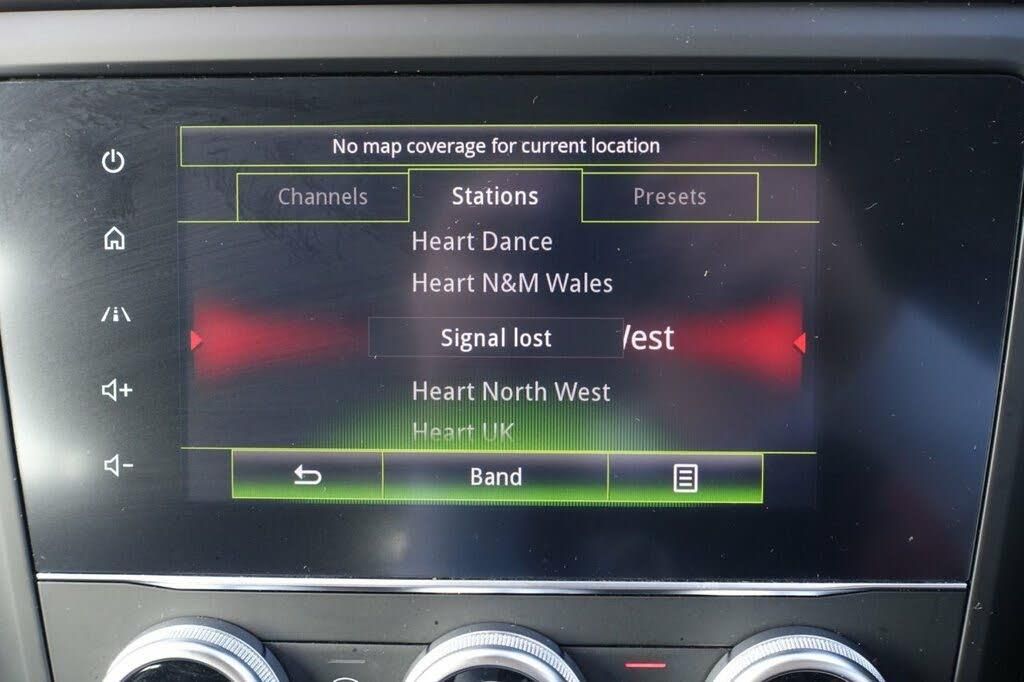 No map coverage for current location
Channels Stations Presets
Heart Dance
Heart N&M Wales
Signal lost
Heart North West
Heart UK
Band